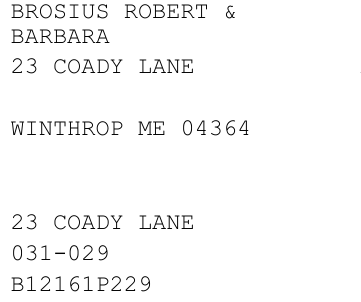 BROSIUS ROBERT &
BARBARA
23 COADY LANE
WINTHROP ME 04364
23 COADY LANE
031-029
B12161P229